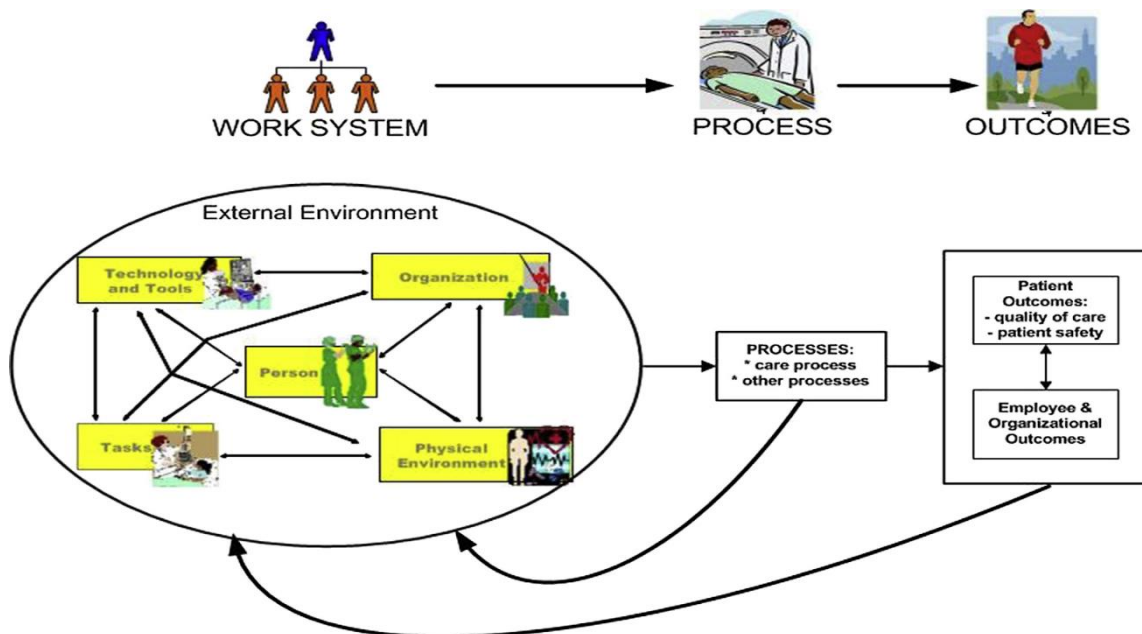 WORK SYSTEM
PROCESS
OUTCOMES
External Environment
Technology
and Tools
Organization
Person
Tasks
Physical
Environment
PROCESSES:
* care process
* other processes
Patient
Outcomes:
- quality of care
- patient safety
Employee &
Organizational
Outcomes